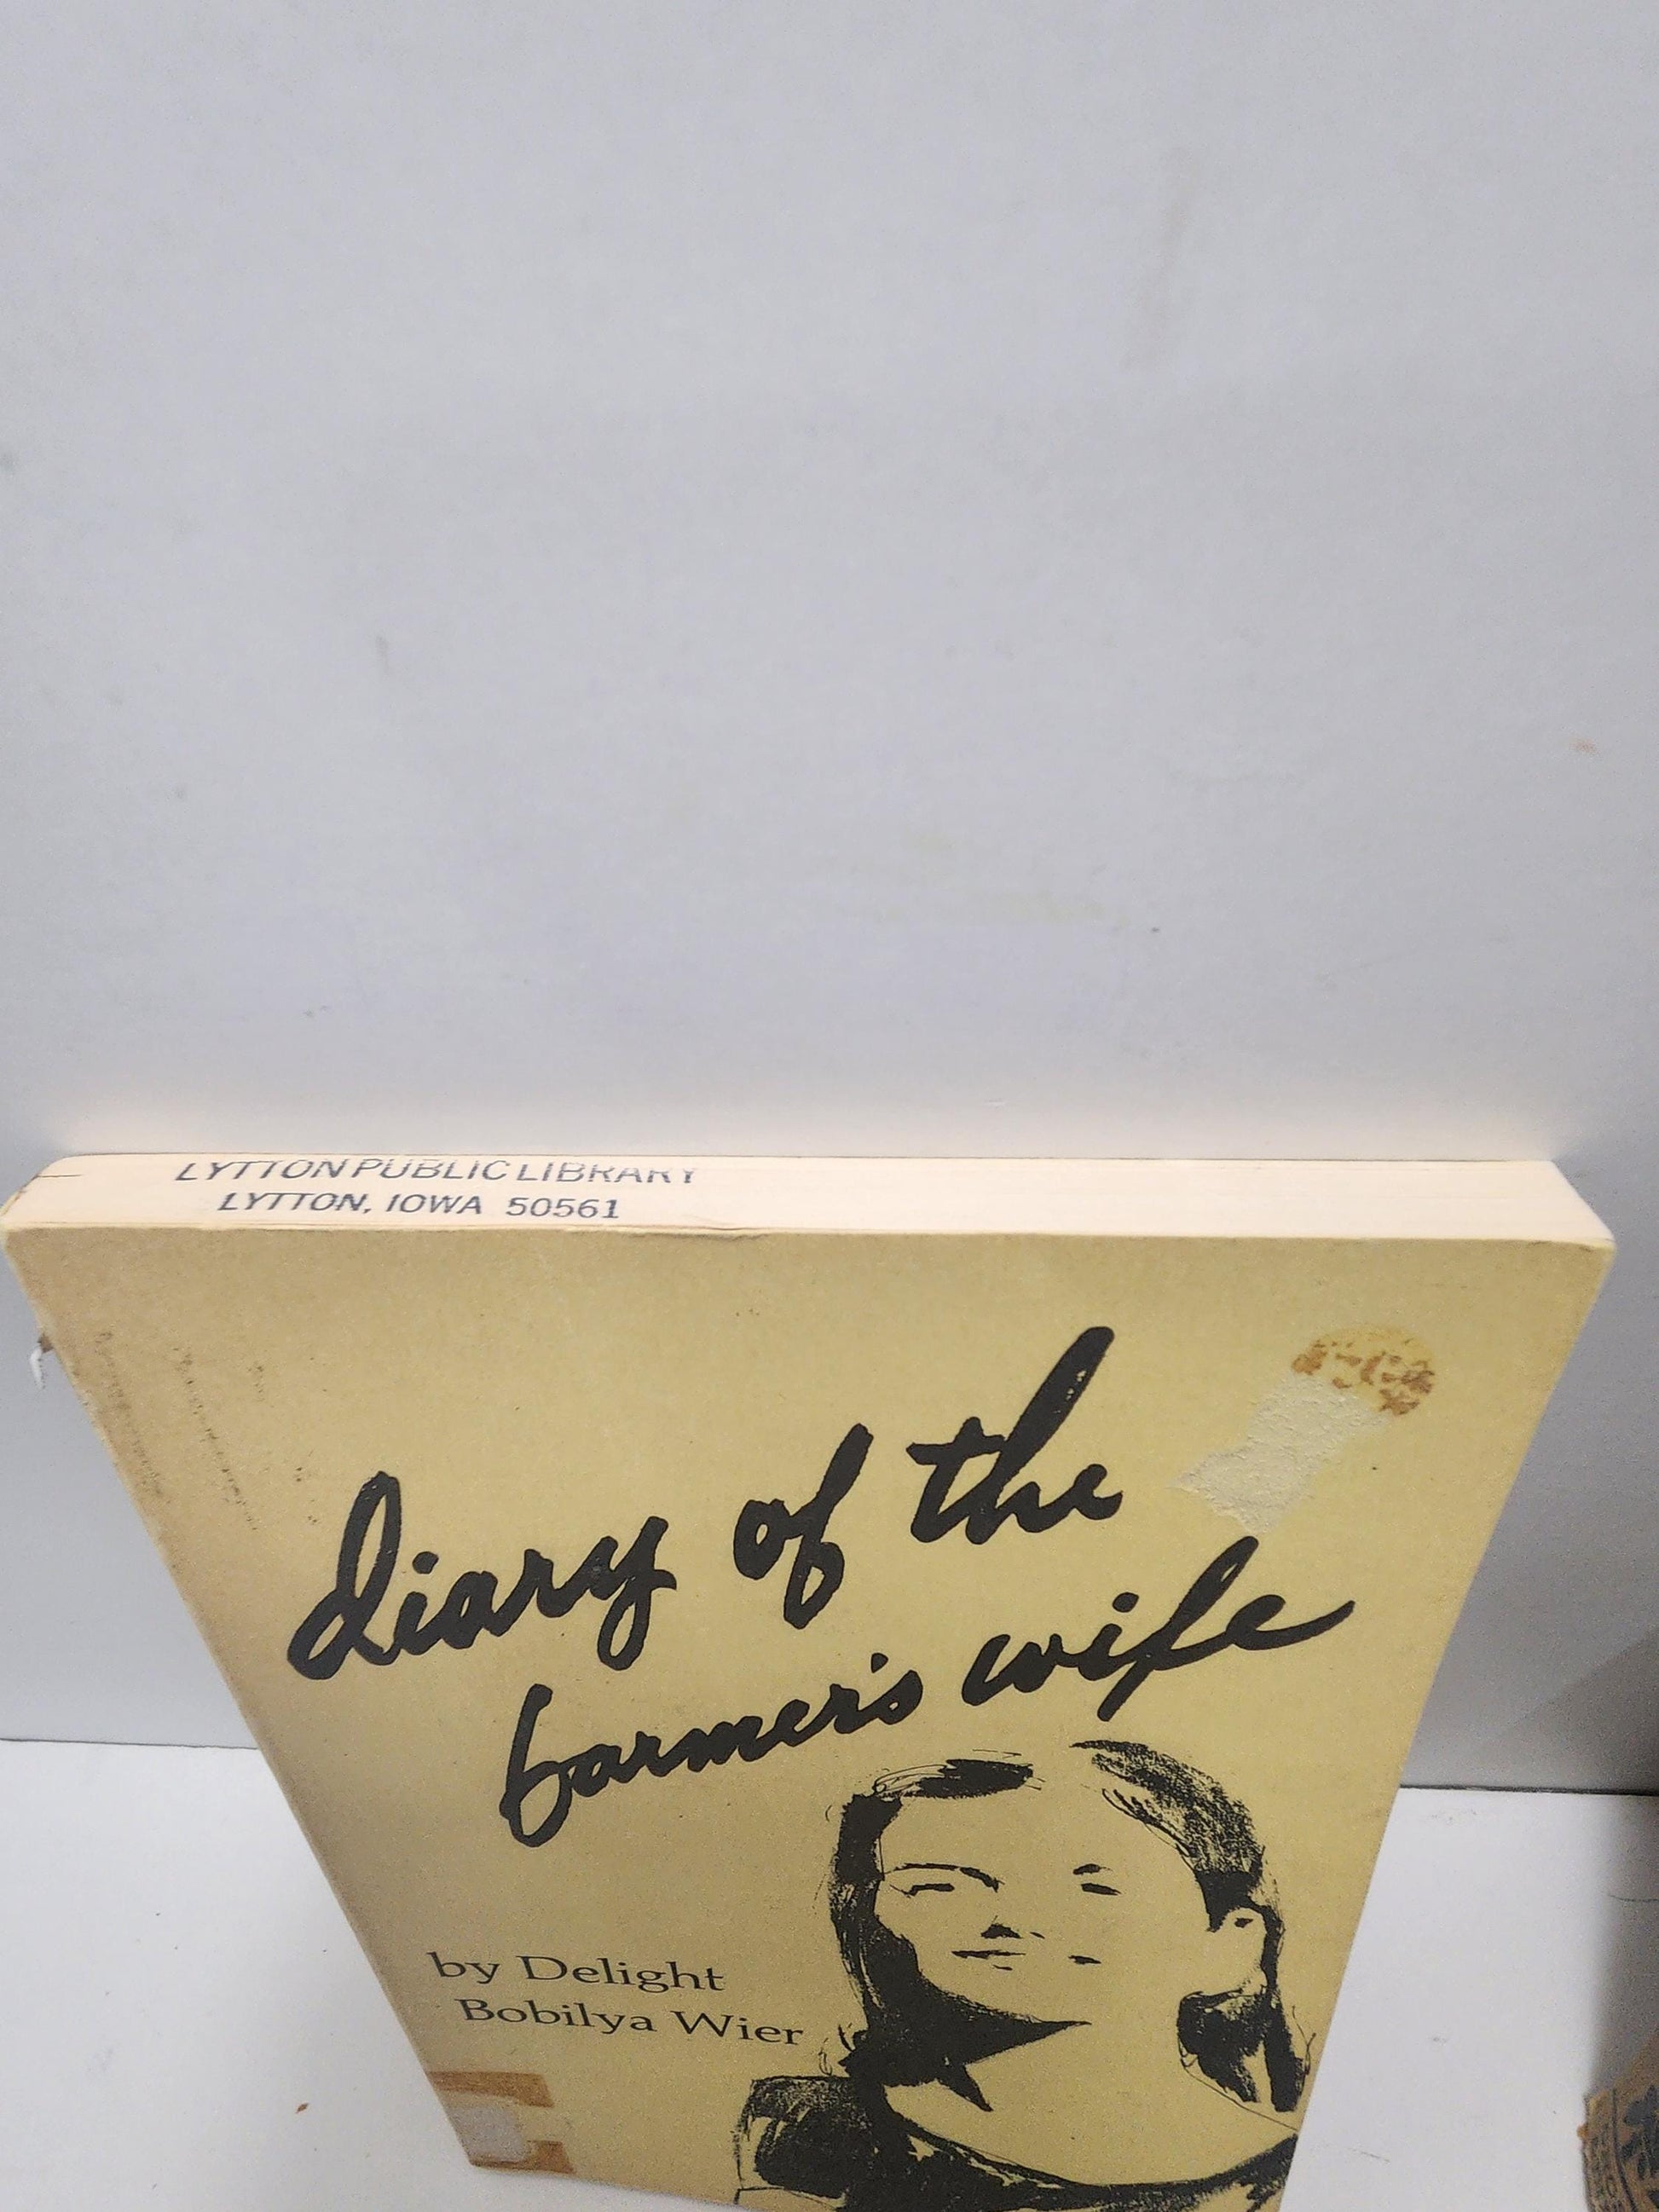 LYTTON PUBLIC LIBRARY
LYTTON, IOWA 50561
diary of the
farmer's wife
by Delight
Bobilya Wier